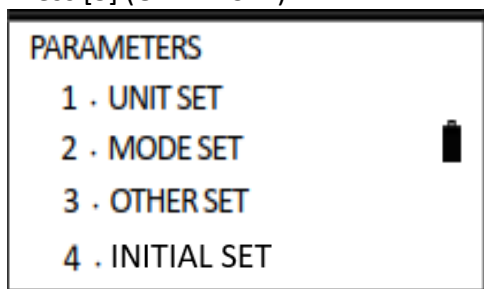 PARAMETERS
1 . UNIT SET
2 . MODE SET
3 . OTHER SET
4 . INITIAL SET